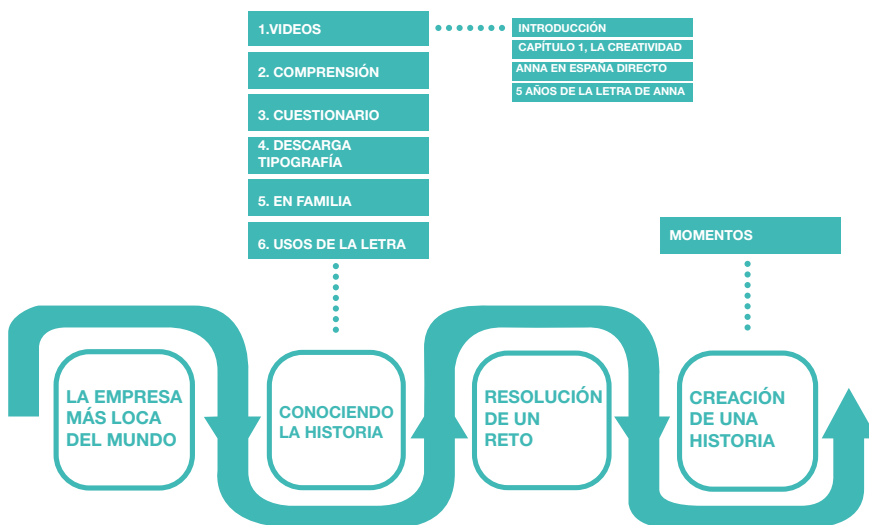 1.VIDEOS
2. COMPRENSIÓN
3. CUESTIONARIO
4. DESCARGA
TIPOGRAFÍA
5. EN FAMILIA
6. USOS DE LA LETRA
INTRODUCCIÓN
CAPÍTULO 1, LA CREATIVIDAD
ANNA EN ESPAÑA DIRECTO
5 AÑOS DE LA LETRA DE ANNA
MOMENTOS
LA EMPRESA
MÁS LOCA
DEL MUNDO
CONOCIENDO
LA HISTORIA
RESOLUCIÓN
DE UN
RETO
CREACIÓN
DE UNA
HISTORIA